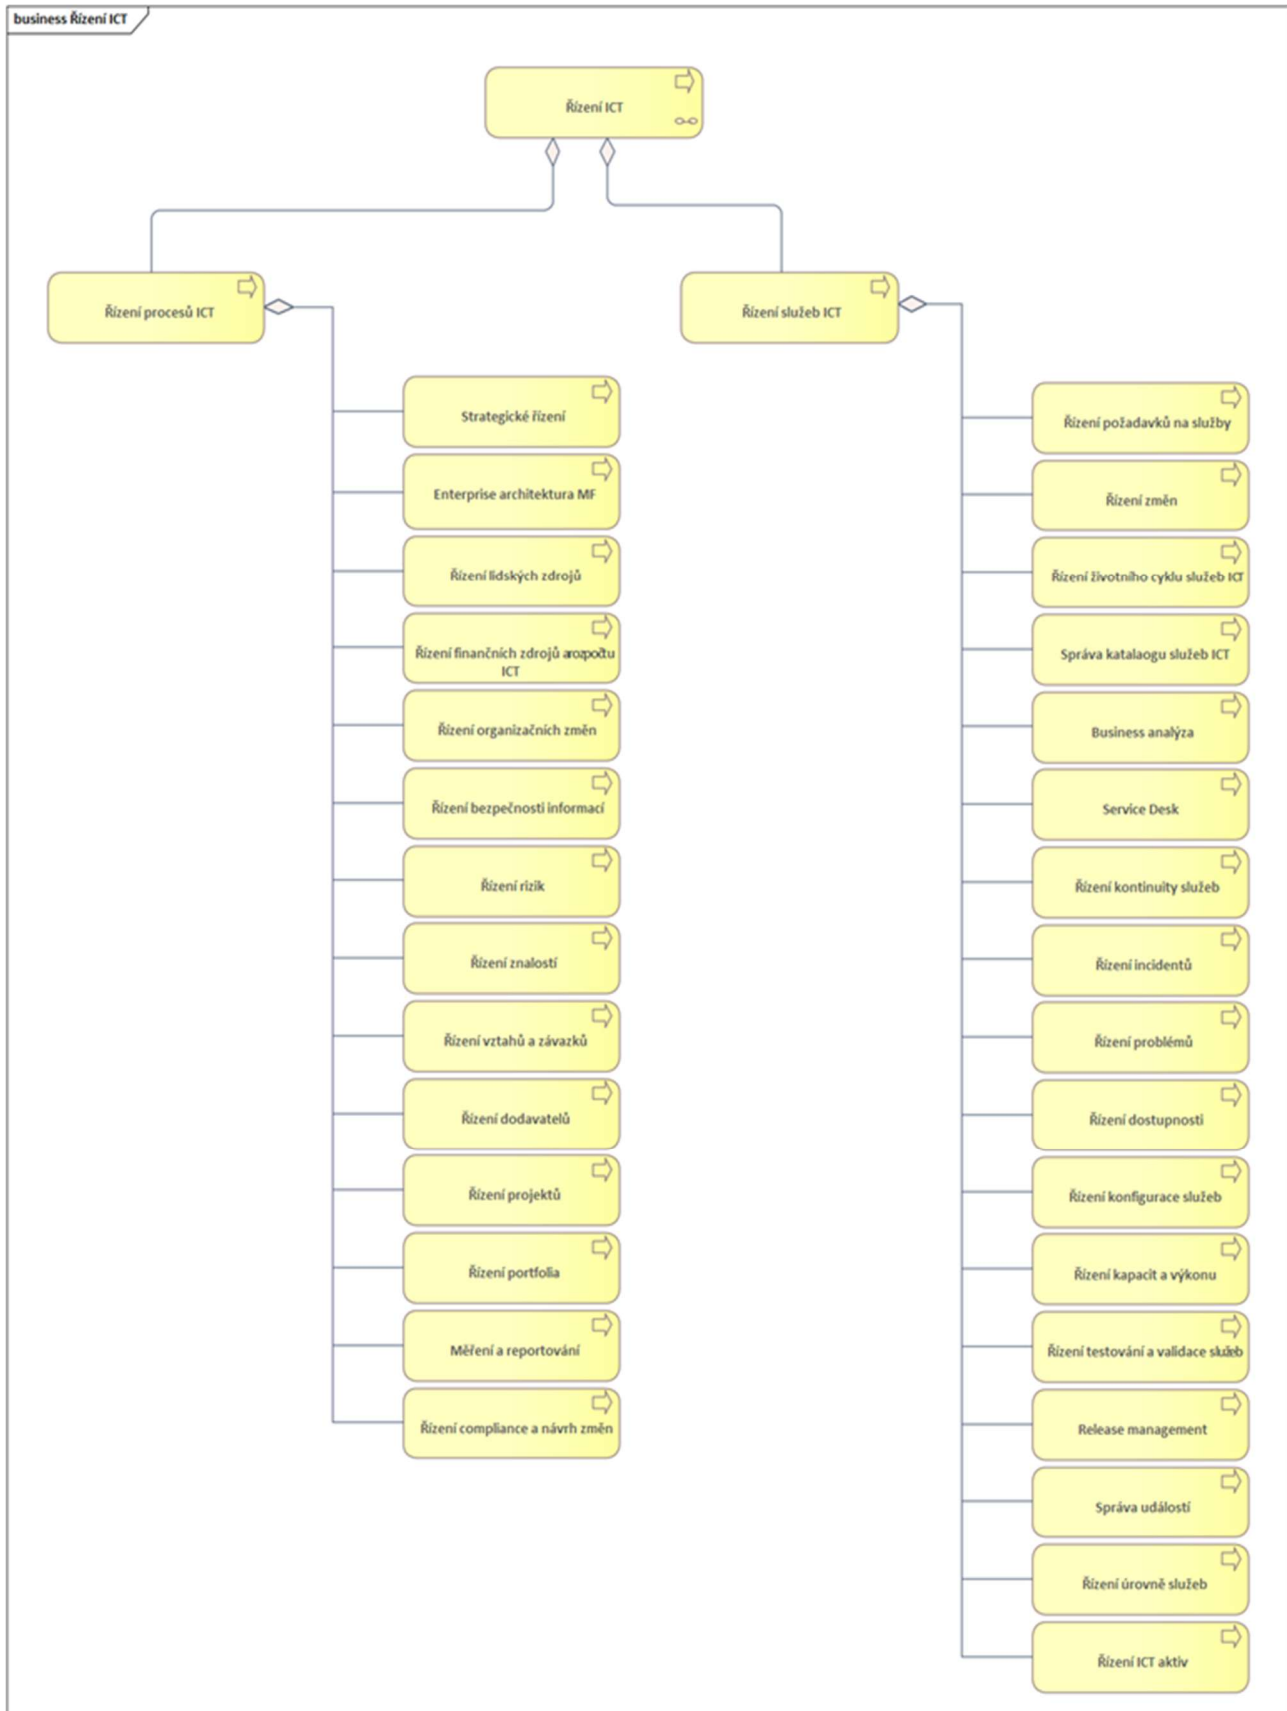 business Řízení ICT
Řízení ICT
Řízení procesů ICT
Řízení služeb ICT
Strategické řízení
Enterprise architektura MF
Řízení lidských zdrojů
Řízení finančních zdrojů a rozpočtu
ICT
Řízení organizačních změn
Řízení bezpečnosti informací
Řízení rizik
Řízení znalostí
Řízení vztahů a závazků
Řízení dodavatelů
Řízení projektů
Řízení portfolia
Měření a reportování
Řízení compliance a návrh změn
Řízení požadavků na služby
Řízení změn
Řízení životního cyklu služeb ICT
Správa katalaogu služeb ICT
Business analýza
Service Desk
Řízení kontinuity služeb
Řízení incidentů
Řízení problémů
Řízení dostupnosti
Řízení konfigurace služeb
Řízení kapacit a výkonu
Řízení testování a validace služeb
Release management
Správa událostí
Řízení úrovně služeb
Řízení ICT aktiv